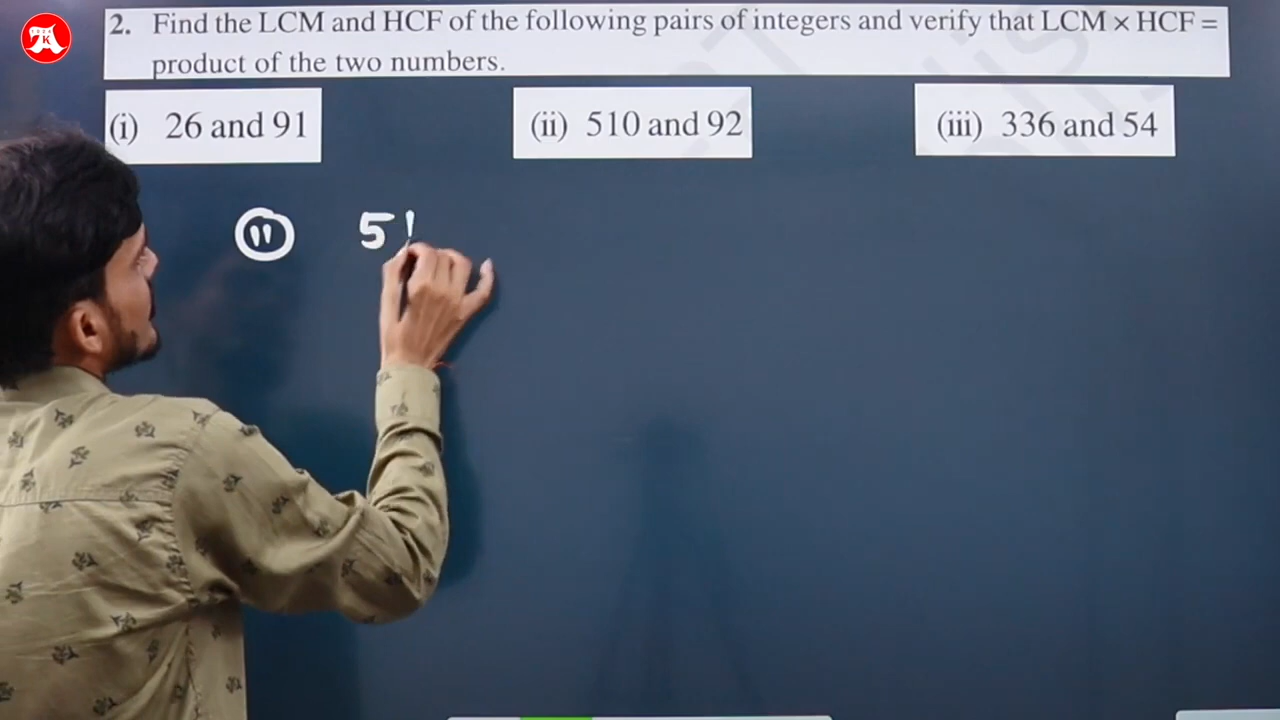 2. Find the LCM and HCF of the following pairs of integers and verify that LCM × HCF =
product of the two numbers.
(i) 26 and 91
(ii) 510 and 92
(iii) 336 and 54
(ii) 51